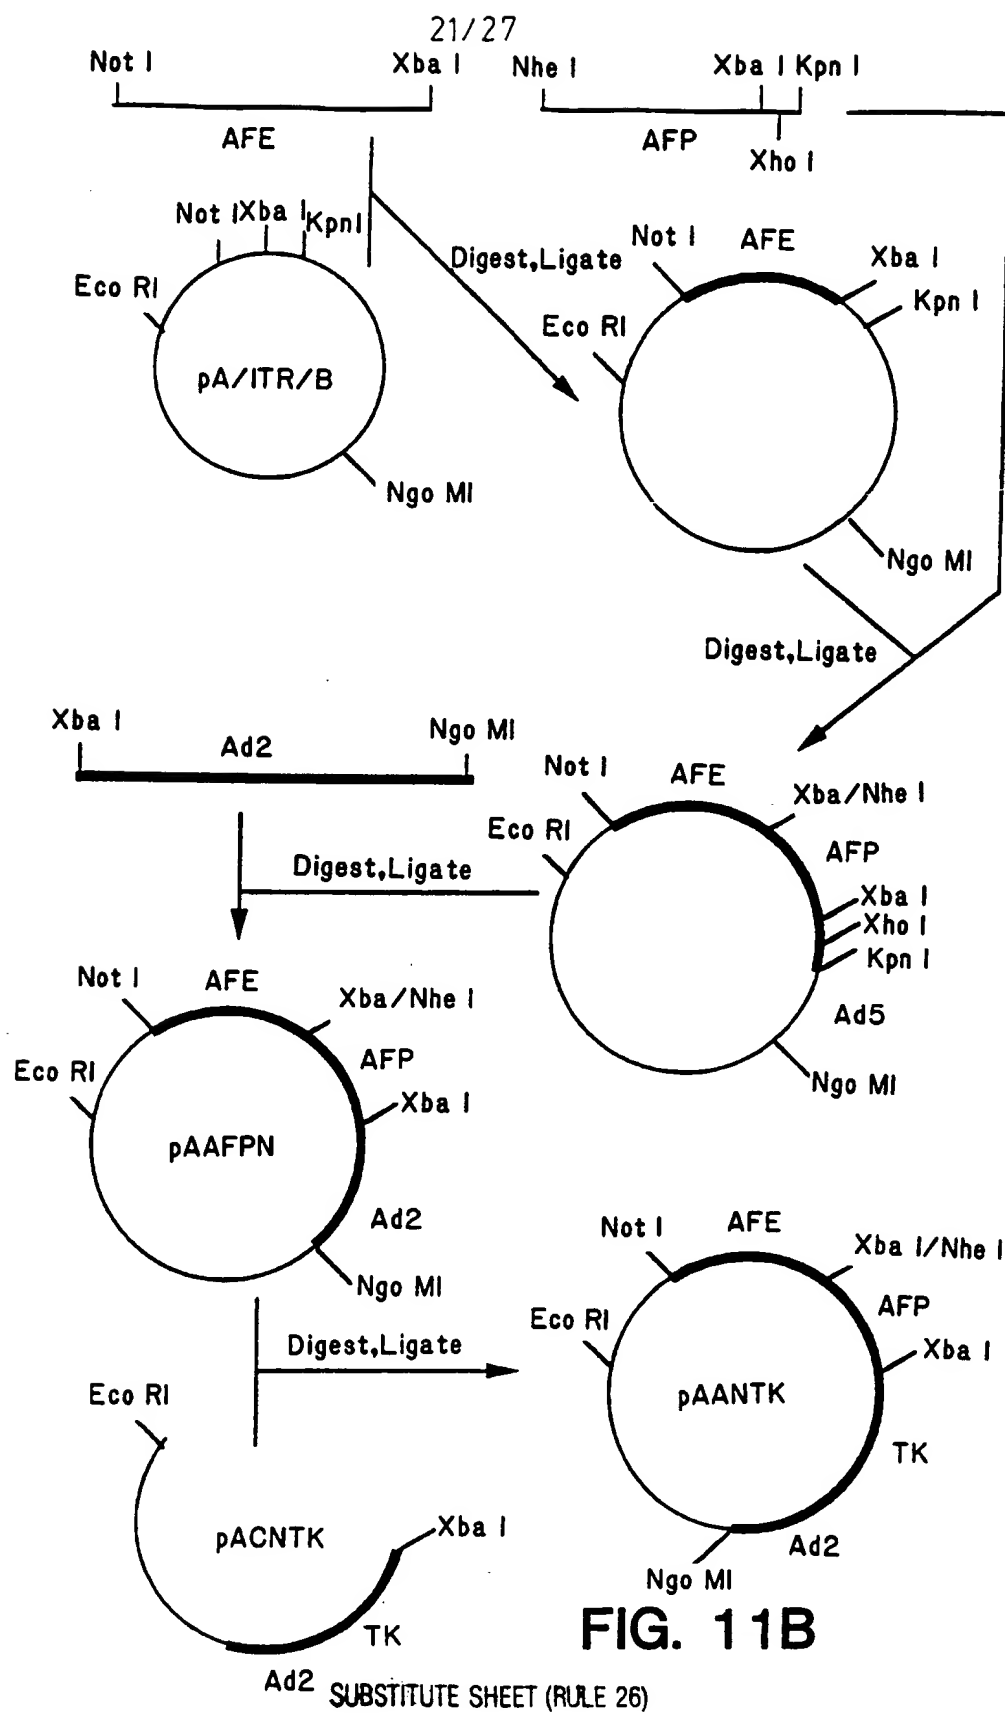 21/27
Not I
Xba I
Nhe I
Xba I Kpn I
AFE
AFP
Xho I
Not I Xba I KpnI
Eco RI
pA/ITR/B
Ngo MI
Digest,Ligate
Not I
AFE
Xba I
Kpn I
Eco RI
Ngo MI
Digest,Ligate
Xba I
Ad2
Ngo MI
Digest,Ligate
Not I
AFE
Xba/Nhe I
Eco RI
AFP
Xba I
Xho I
Kpn I
Ad5
Ngo MI
Not I
AFE
Xba/Nhe I
Eco RI
AFP
Xba I
pAAFPN
Ad2
Ngo MI
Digest,Ligate
Not I
AFE
Xba I/Nhe I
Eco RI
AFP
Xba I
pAANTK
TK
Ad2
Ngo MI
Eco RI
pACNTK
Xba I
TK
Ad2
FIG. 11B
SUBSTITUTE SHEET (RULE 26)